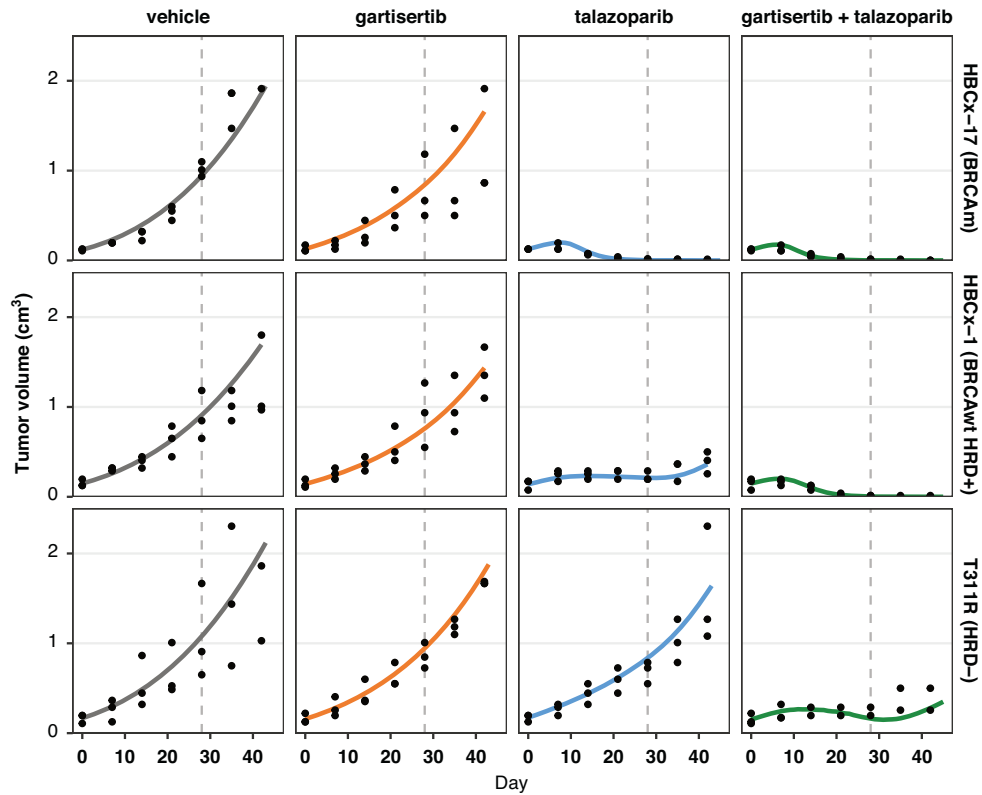 vehicle
gartisertib
talazoparib
gartisertib + talazoparib
2
1
0
HBCx−17 (BRCAm)
2
1
0
HBCx−1 (BRCAwt HRD+)
2
1
0
T311R (HRD−)
Tumor volume (cm³)
0 10 20 30 40
0 10 20 30 40
0 10 20 30 40
0 10 20 30 40
Day